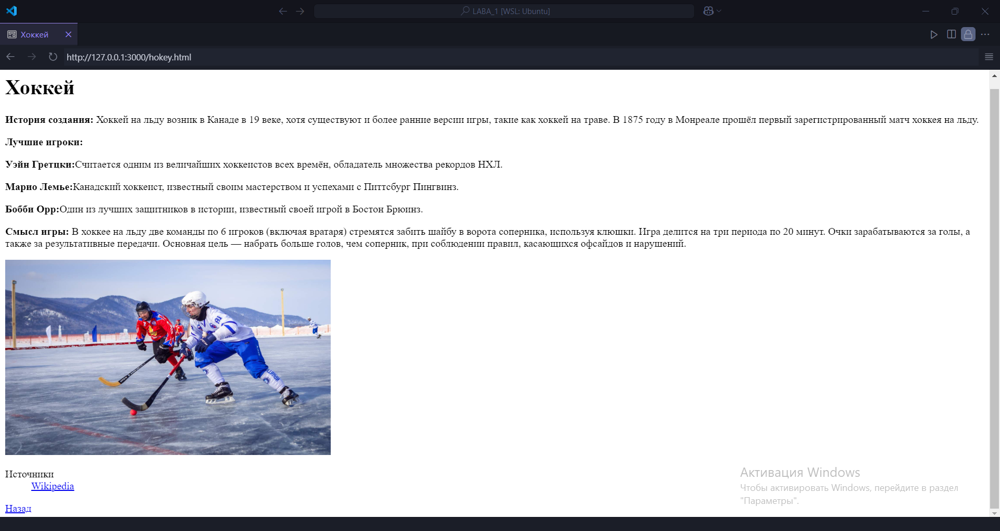 LABA_1 [WSL: Ubuntu]
Хоккей
http://127.0.0.1:3000/hokey.html
Хоккей
История создания: Хоккей на льду возник в Канаде в 19 веке, хотя существуют и более ранние версии игры, такие как хоккей на траве. В 1875 году в Монреале прошёл первый зарегистрированный матч хоккея на льду.
Лучшие игроки:
Уэйн Гретцки:Считается одним из величайших хоккеистов всех времён, обладатель множества рекордов НХЛ.
Марио Лемье:Канадский хоккеист, известный своим мастерством и успехами с Питтсбург Пингвинз.
Бобби Орр:Один из лучших защитников в истории, известный своей игрой в Бостон Брюинз.
Смысл игры: В хоккее на льду две команды по 6 игроков (включая вратаря) стремятся забить шайбу в ворота соперника, используя клюшки. Игра делится на три периода по 20 минут. Очки зарабатываются за голы, а
также за результативные передачи. Основная цель — набрать больше голов, чем соперник, при соблюдении правил, касающихся офсайдов и нарушений.
Источники
Wikipedia
Назад
Активация Windows
Чтобы активировать Windows, перейдите в раздел
"Параметры".